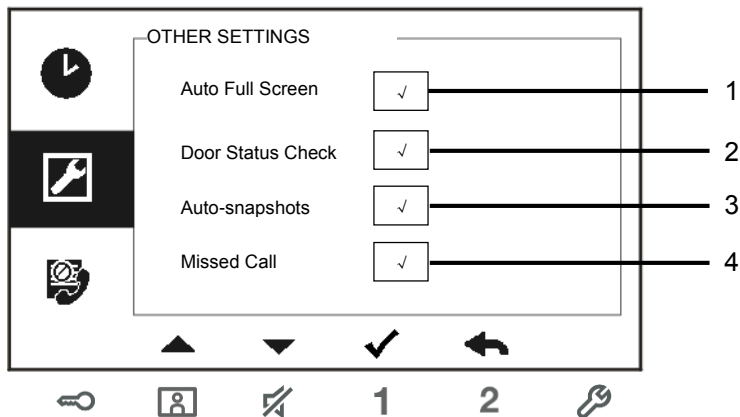 OTHER SETTINGS
Auto Full Screen √ 1
Door Status Check √ 2
Auto-snapshots √ 3
Missed Call √ 4
1 2